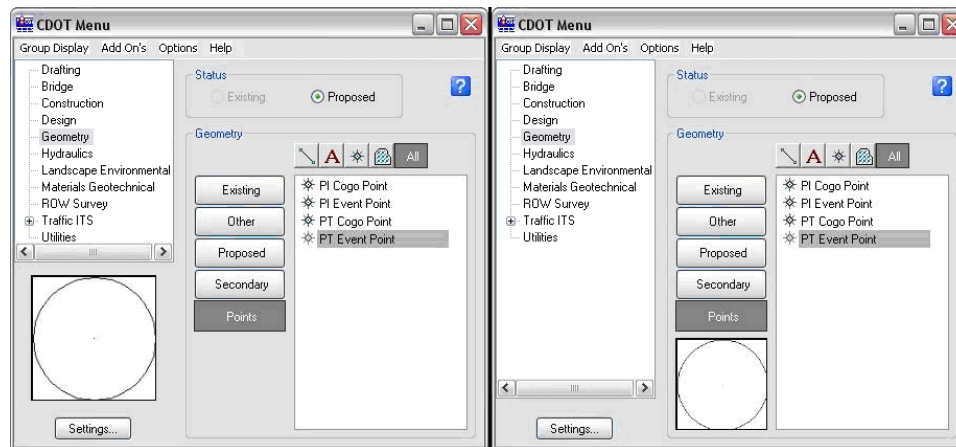 CDOT Menu
Group Display Add On's Options Help
Drafting
Bridge
Construction
Design
Geometry
Hydraulics
Landscape Environmental
Materials Geotechnical
ROW Survey
Traffic ITS
Utilities
Settings...
Status
Existing Proposed
?
Geometry
A All
Existing
Other
Proposed
Secondary
Points
PI Cogo Point
PI Event Point
PT Cogo Point
PT Event Point
CDOT Menu
Group Display Add On's Options Help
Drafting
Bridge
Construction
Design
Geometry
Hydraulics
Landscape Environmental
Materials Geotechnical
ROW Survey
Traffic ITS
Utilities
Settings...
Status
Existing Proposed
?
Geometry
A All
Existing
Other
Proposed
Secondary
Points
PI Cogo Point
PI Event Point
PT Cogo Point
PT Event Point